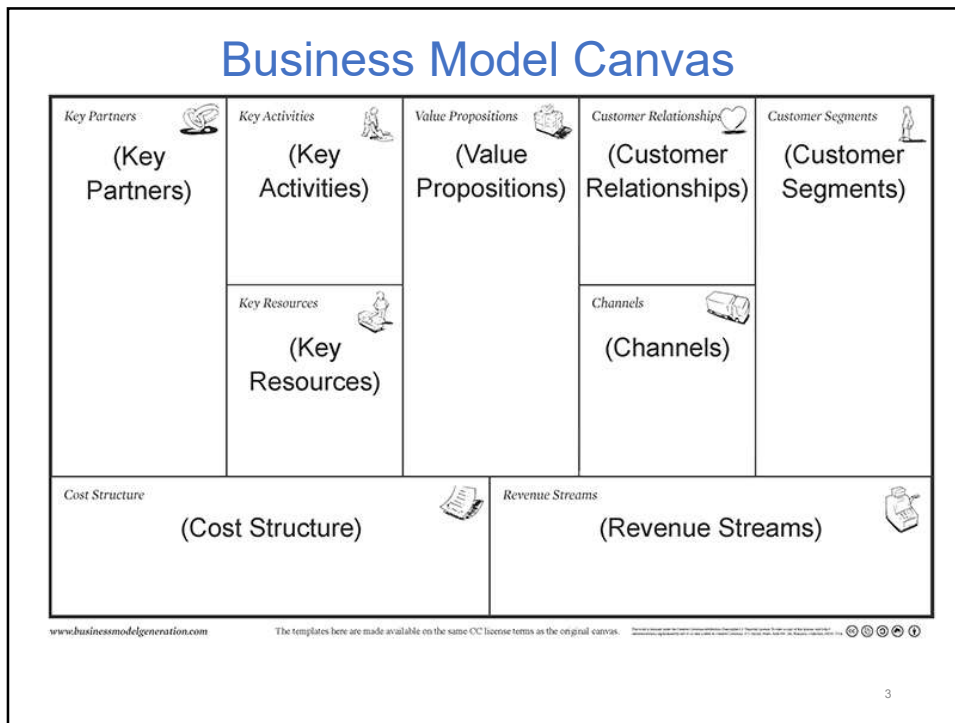 Business Model Canvas
Key Partners
(Key
Partners)
Key Activities
(Key
Activities)
Key Resources
(Key
Resources)
Value Propositions
(Value
Propositions)
Customer Relationships
(Customer
Relationships)
Channels
(Channels)
Customer Segments
(Customer
Segments)
Cost Structure
(Cost Structure)
Revenue Streams
(Revenue Streams)
www.businessmodelgeneration.com
The templates here are made available on the same CC license terms as the original canvas.
3